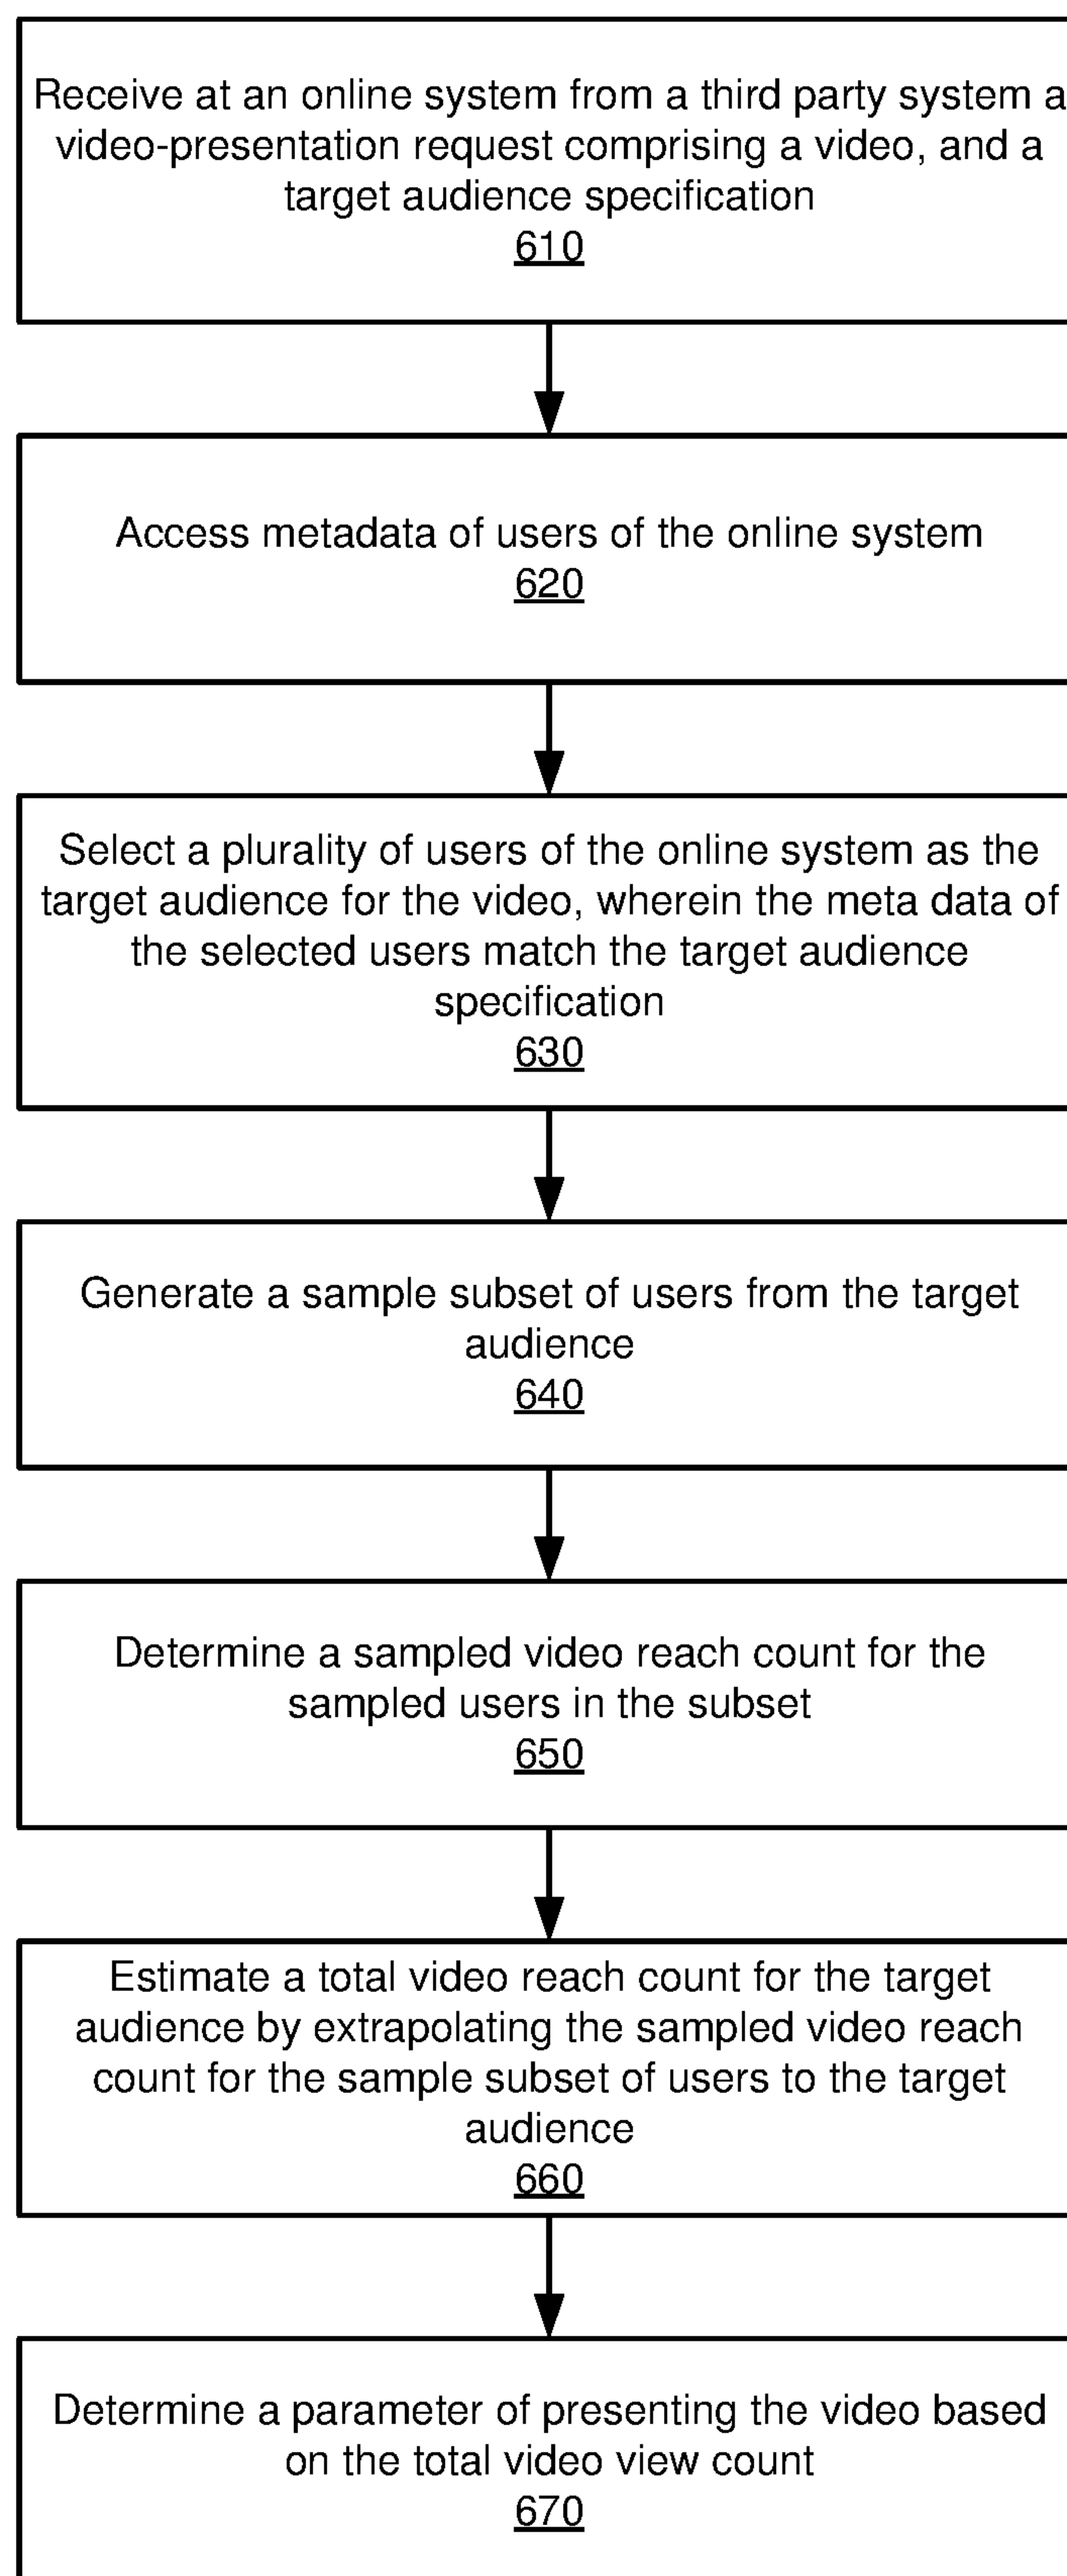 Receive at an online system from a third party system a
video-presentation request comprising a video, and a
target audience specification
610
Access metadata of users of the online system
620
Select a plurality of users of the online system as the
target audience for the video, wherein the meta data of
the selected users match the target audience
specification
630
Generate a sample subset of users from the target
audience
640
Determine a sampled video reach count for the
sampled users in the subset
650
Estimate a total video reach count for the target
audience by extrapolating the sampled video reach
count for the sample subset of users to the target
audience
660
Determine a parameter of presenting the video based
on the total video view count
670